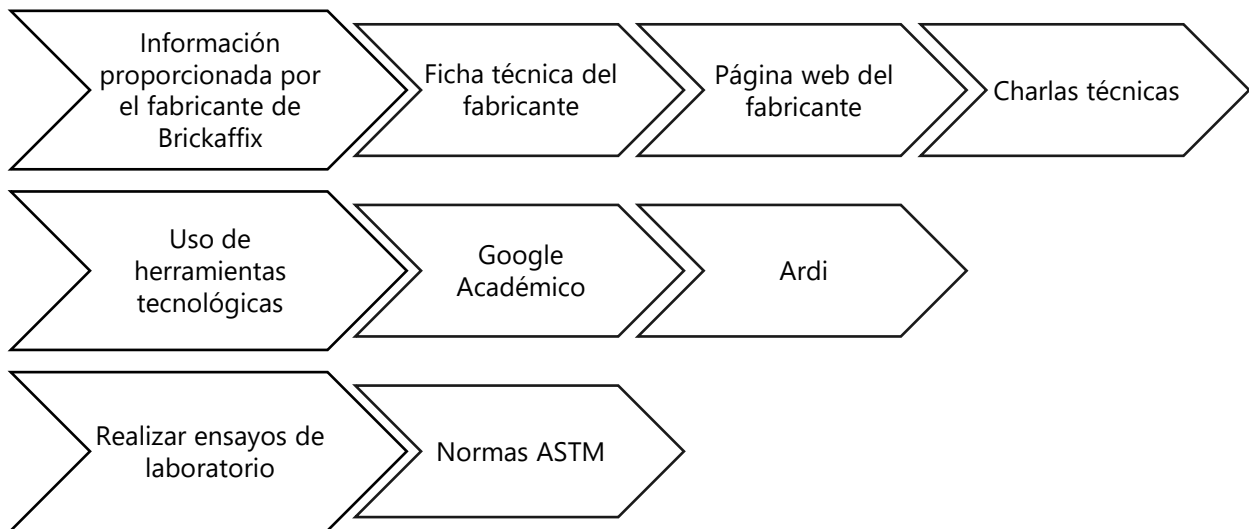 Información
proporcionada por
el fabricante de
Brickaffix
Ficha técnica del
fabricante
Página web del
fabricante
Charlas técnicas
Uso de
herramientas
tecnológicas
Google
Académico
Ardi
Realizar ensayos de
laboratorio
Normas ASTM